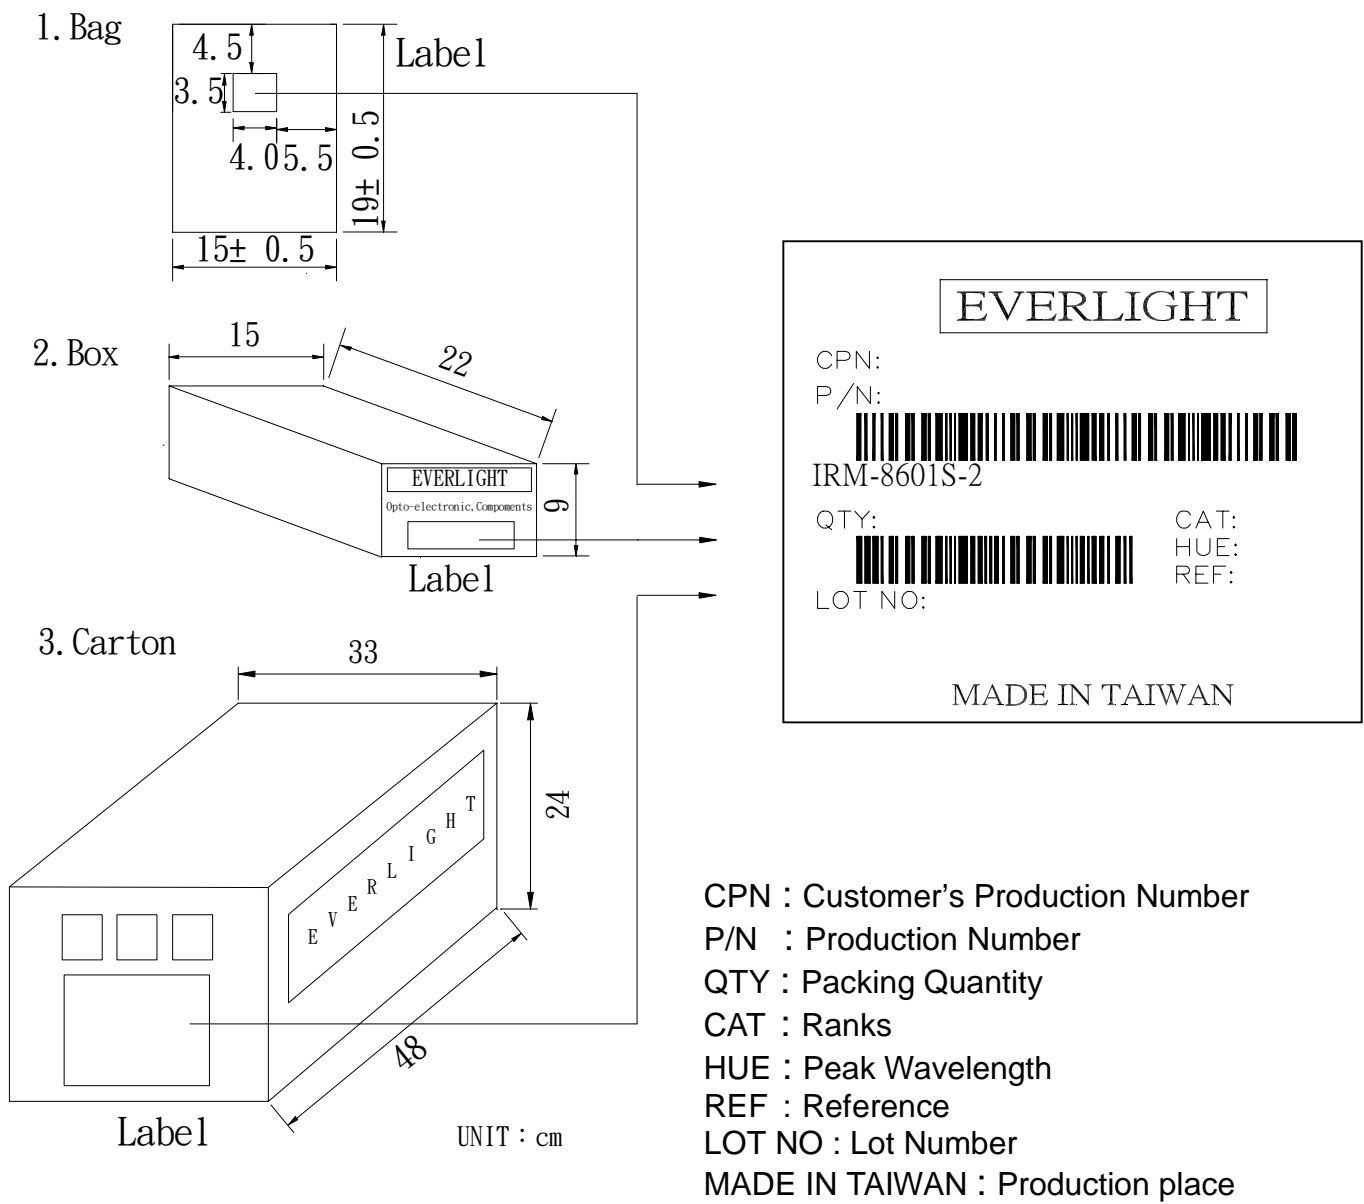 1. Bag
4.5
Label
3.5
4.0 5.5
19± 0.5
15± 0.5
2. Box
15
22
EVERLIGHT
Opto-electronic, Compoments
9
Label
3. Carton
33
24
EVERLIGHT
48
Label
UNIT：cm
EVERLIGHT
CPN:
P/N:
IRM-8601S-2
QTY:
CAT:
HUE:
REF:
LOT NO:
MADE IN TAIWAN
CPN：Customer's Production Number
P/N ：Production Number
QTY：Packing Quantity
CAT：Ranks
HUE：Peak Wavelength
REF：Reference
LOT NO : Lot Number
MADE IN TAIWAN：Production place